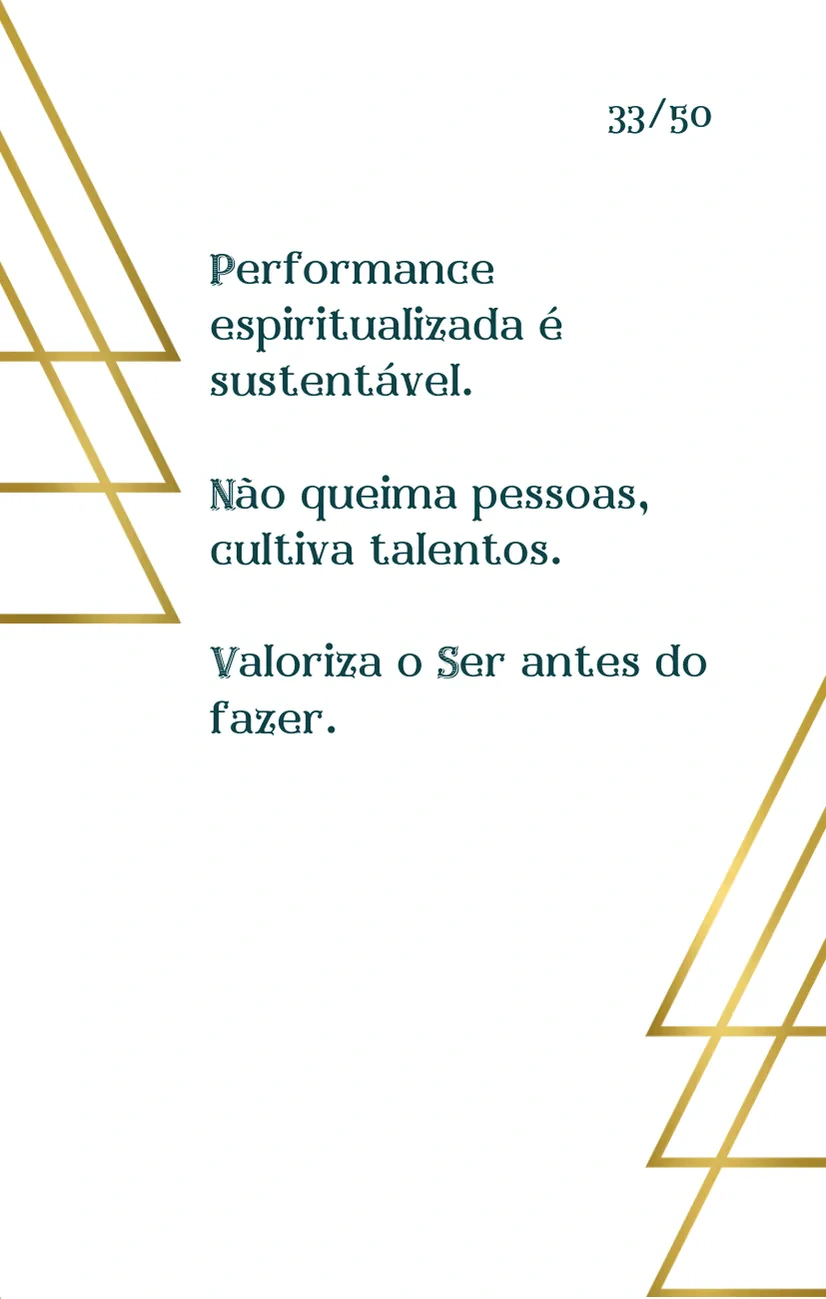 33/50
Performance
espiritualizada é
sustentável.
Não queima pessoas,
cultiva talentos.
Valoriza o Ser antes do
fazer.